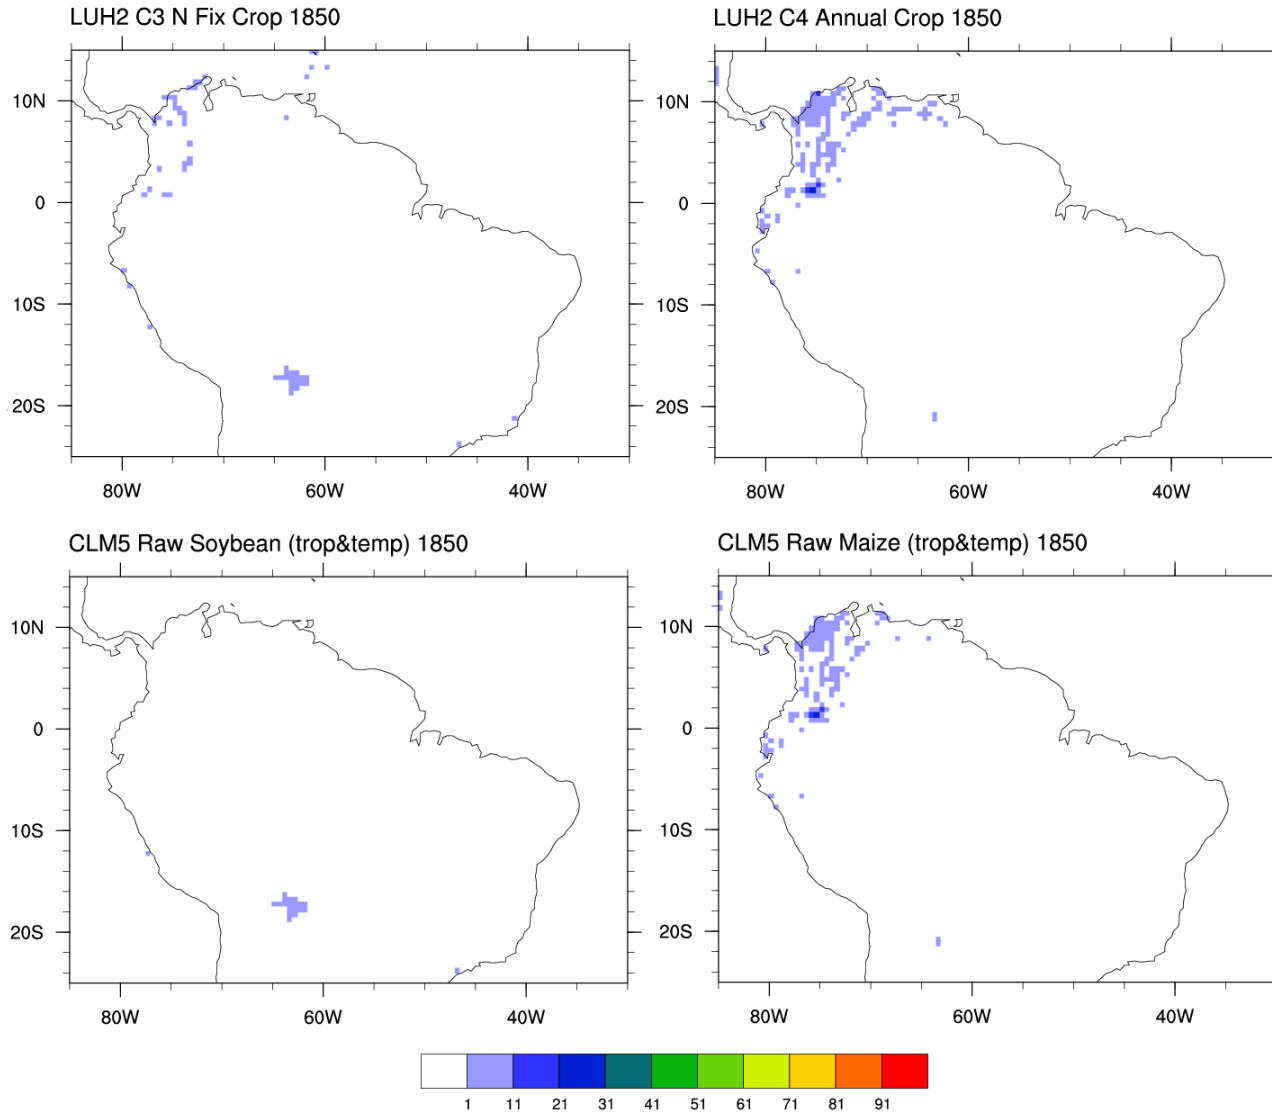 LUH2 C3 N Fix Crop 1850
10N
0
10S
20S
80W 60W 40W
LUH2 C4 Annual Crop 1850
10N
0
10S
20S
80W 60W 40W
CLM5 Raw Soybean (trop&temp) 1850
10N
0
10S
20S
80W 60W 40W
CLM5 Raw Maize (trop&temp) 1850
10N
0
10S
20S
80W 60W 40W
1 11 21 31 41 51 61 71 81 91